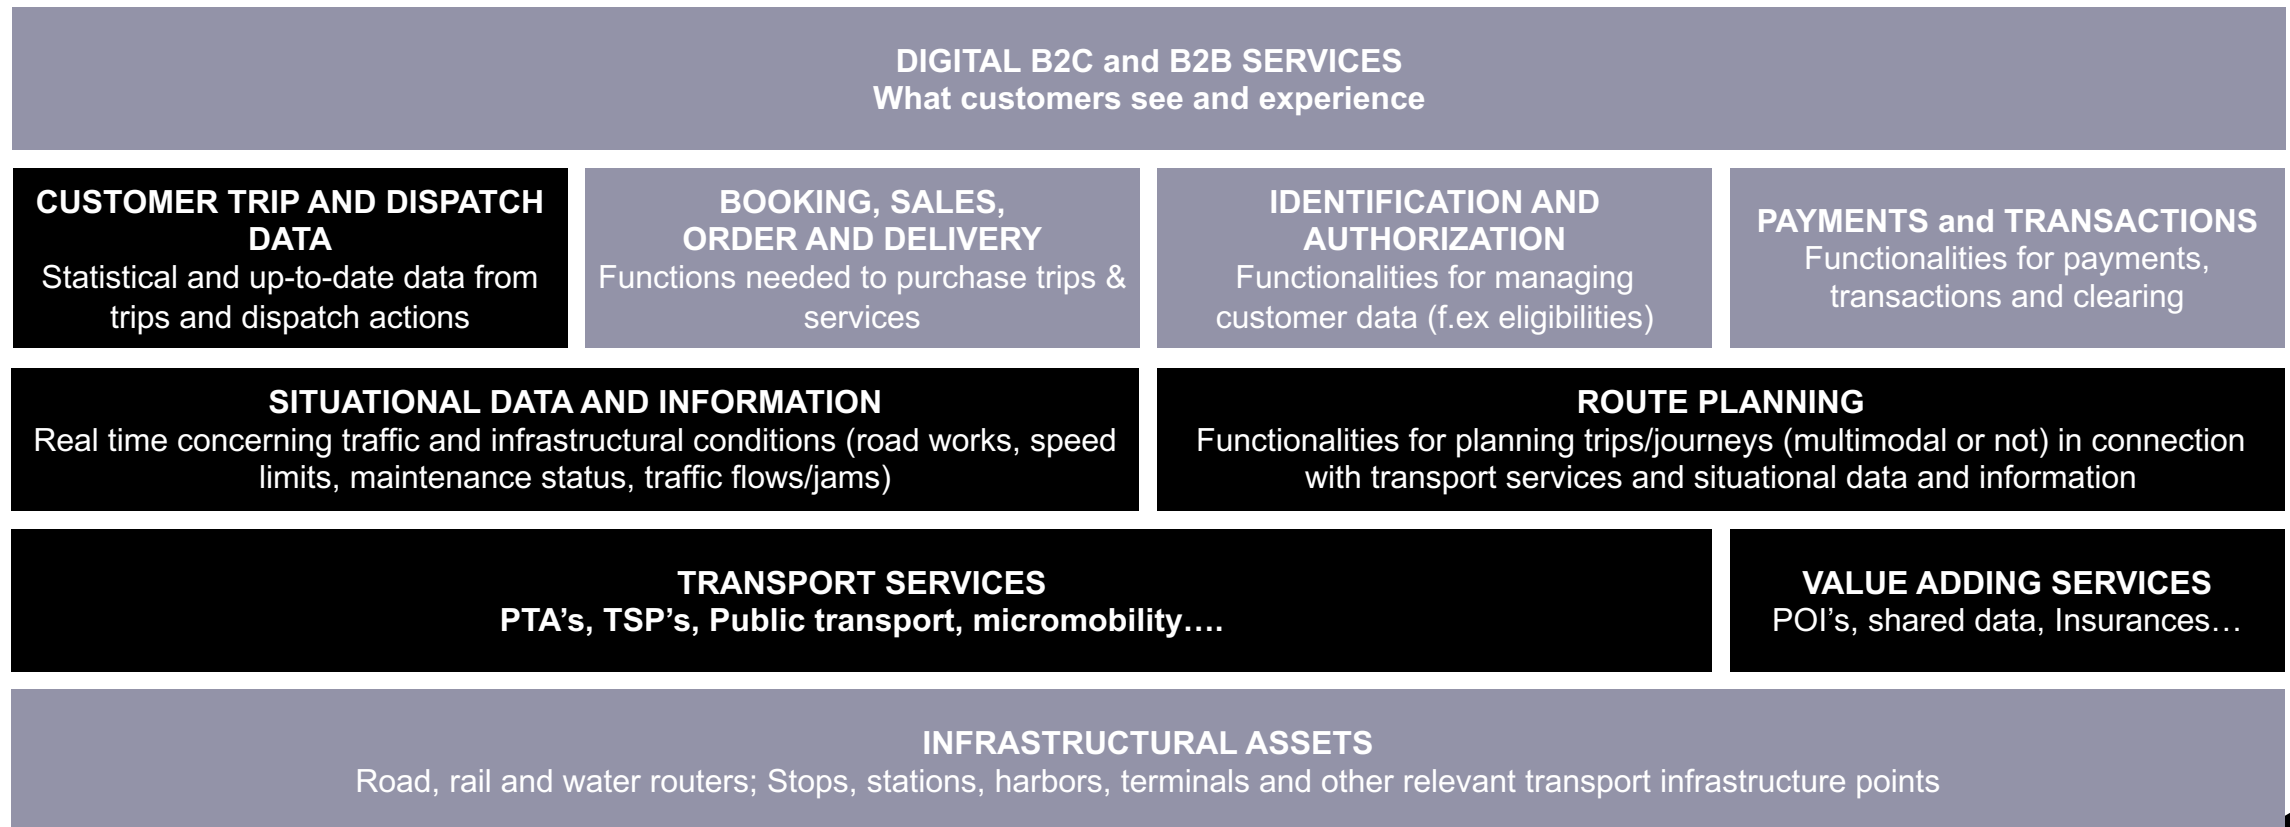 DIGITAL B2C and B2B SERVICES
What customers see and experience
CUSTOMER TRIP AND DISPATCH
DATA
Statistical and up-to-date data from
trips and dispatch actions
BOOKING, SALES,
ORDER AND DELIVERY
Functions needed to purchase trips &
services
IDENTIFICATION AND
AUTHORIZATION
Functionalities for managing
customer data (f.ex eligibilities)
PAYMENTS and TRANSACTIONS
Functionalities for payments,
transactions and clearing
SITUATIONAL DATA AND INFORMATION
Real time concerning traffic and infrastructural conditions (road works, speed
limits, maintenance status, traffic flows/jams)
ROUTE PLANNING
Functionalities for planning trips/journeys (multimodal or not) in connection
with transport services and situational data and information
TRANSPORT SERVICES
PTA’s, TSP’s, Public transport, micromobility….
VALUE ADDING SERVICES
POI’s, shared data, Insurances…
INFRASTRUCTURAL ASSETS
Road, rail and water routers; Stops, stations, harbors, terminals and other relevant transport infrastructure points